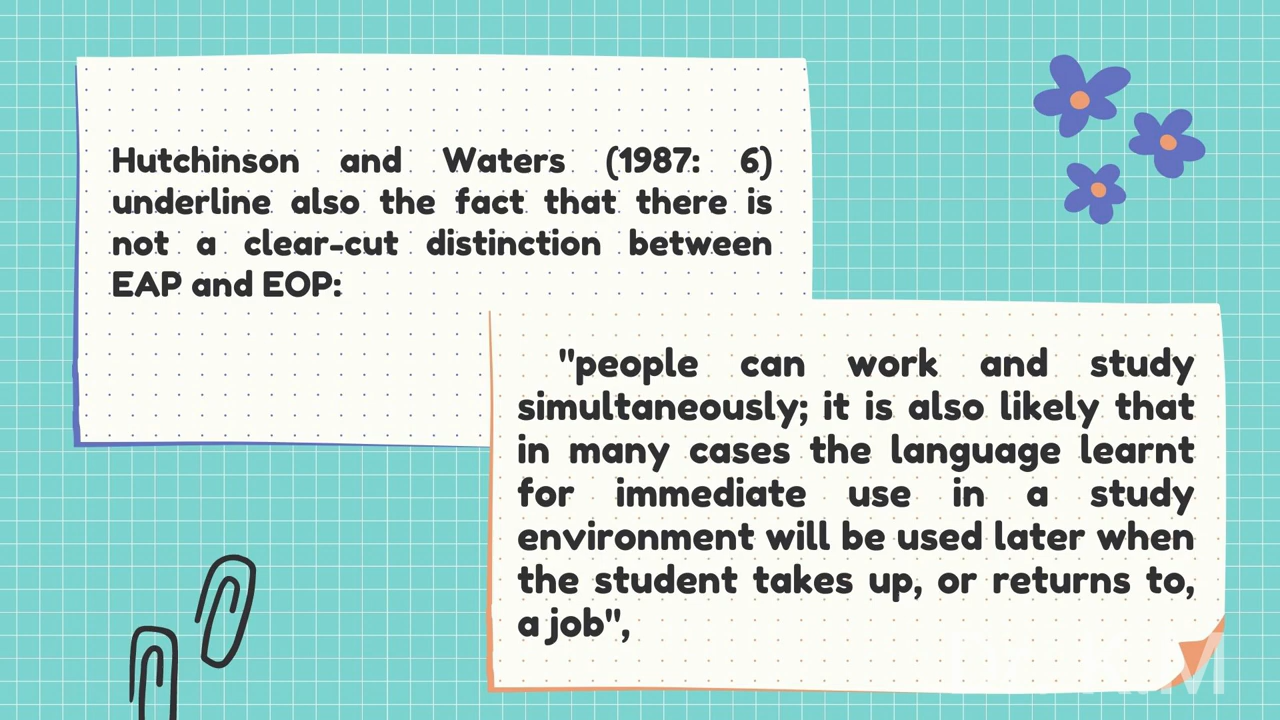 Hutchinson and Waters (1987: 6)
underline also the fact that there is
not a clear-cut distinction between
EAP and EOP:
"people can work and study
simultaneously; it is also likely that
in many cases the language learnt
for immediate use in a study
environment will be used later when
the student takes up, or returns to,
a job",